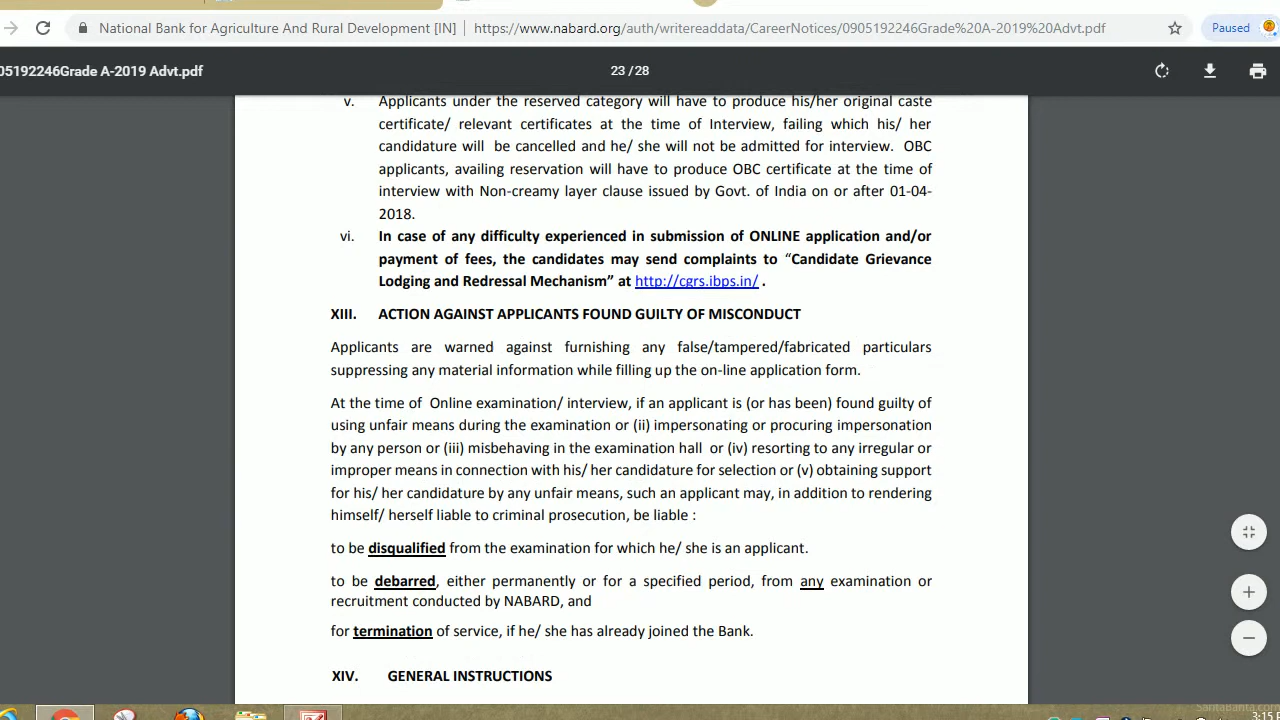 National Bank for Agriculture And Rural Development [IN] https://www.nabard.org/auth/writereaddata/CareerNotices/0905192246Grade%20A-2019%20Advt.pdf Paused
05192246Grade A-2019 Advt.pdf 23 / 28
v. Applicants under the reserved category will have to produce his/her original caste
certificate/ relevant certificates at the time of Interview, failing which his/ her
candidature will be cancelled and he/ she will not be admitted for interview. OBC
applicants, availing reservation will have to produce OBC certificate at the time of
interview with Non-creamy layer clause issued by Govt. of India on or after 01-04-
2018.
vi. In case of any difficulty experienced in submission of ONLINE application and/or
payment of fees, the candidates may send complaints to “Candidate Grievance
Lodging and Redressal Mechanism” at http://cgrs.ibps.in/ .
XIII. ACTION AGAINST APPLICANTS FOUND GUILTY OF MISCONDUCT
Applicants are warned against furnishing any false/tampered/fabricated particulars
suppressing any material information while filling up the on-line application form.
At the time of Online examination/ interview, if an applicant is (or has been) found guilty of
using unfair means during the examination or (ii) impersonating or procuring impersonation
by any person or (iii) misbehaving in the examination hall or (iv) resorting to any irregular or
improper means in connection with his/ her candidature for selection or (v) obtaining support
for his/ her candidature by any unfair means, such an applicant may, in addition to rendering
himself/ herself liable to criminal prosecution, be liable :
to be disqualified from the examination for which he/ she is an applicant.
to be debarred, either permanently or for a specified period, from any examination or
recruitment conducted by NABARD, and
for termination of service, if he/ she has already joined the Bank.
XIV. GENERAL INSTRUCTIONS
SantaBanta.com
3:15